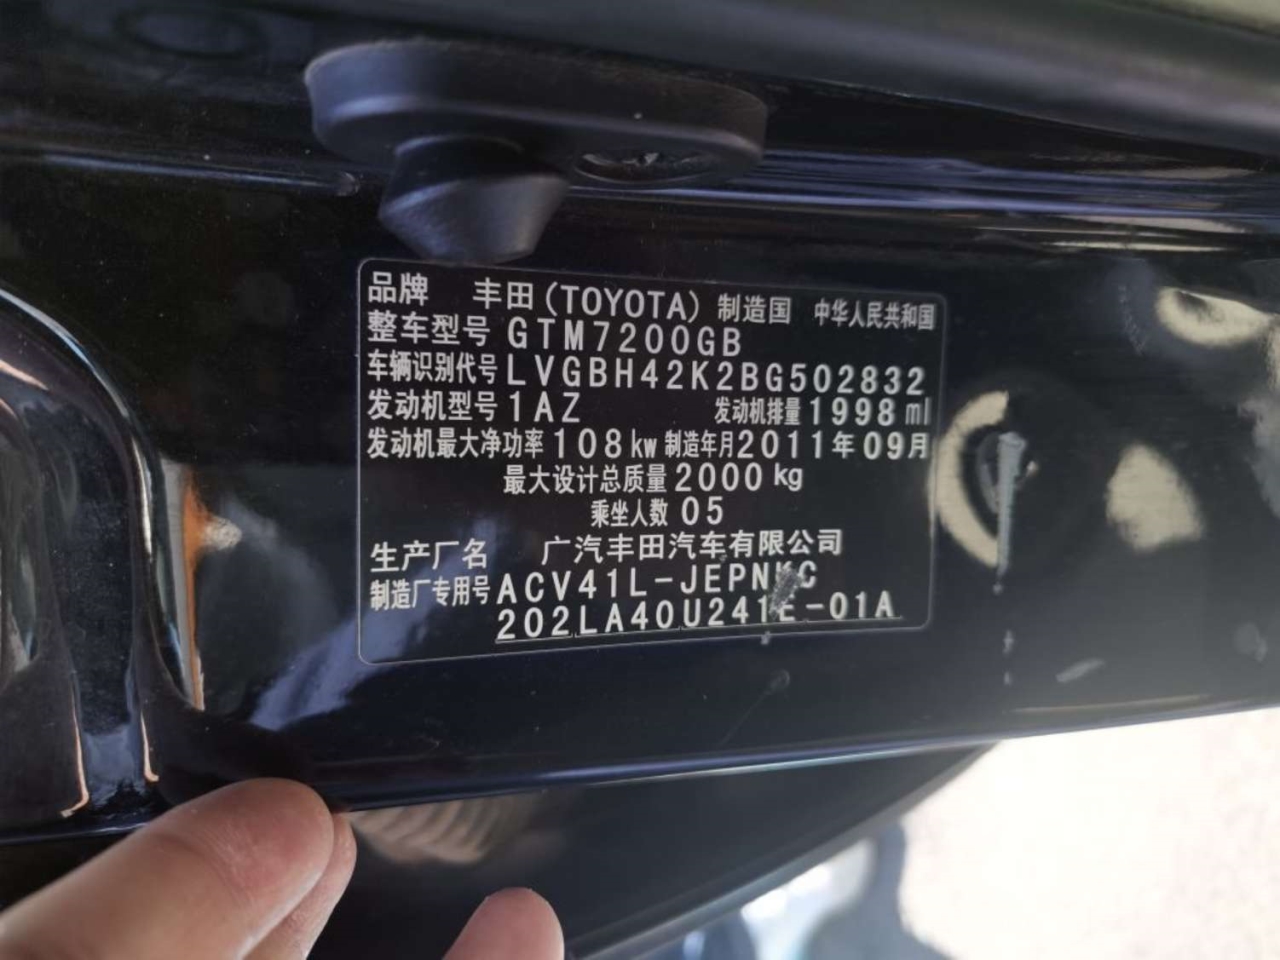 品牌 丰田(TOYOTA) 制造国 中华人民共和国
整车型号 GTM7200GB
车辆识别代号 LVGBH42K2BG502832
发动机型号 1AZ 发动机排量 1998 ml
发动机最大净功率 108 kw 制造年月 2011年09月
最大设计总质量 2000 kg
乘坐人数 05
生产厂名 广汽丰田汽车有限公司
制造厂专用号 ACV41L-JEPNKC
202LA40U241E-01A